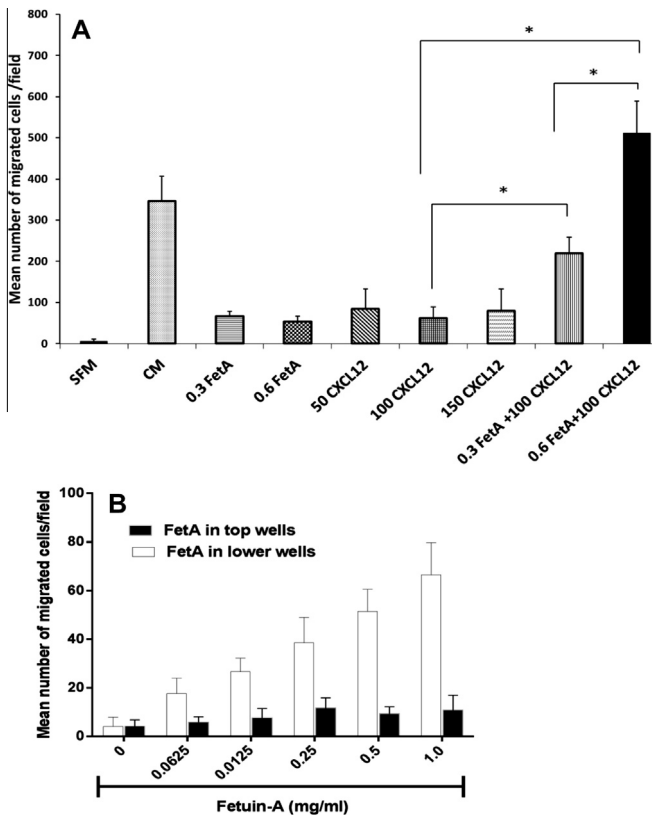 A
Mean number of migrated cells /field
800
700
600
500
400
300
200
100
0
*
*
*
SFM
CM
0.3 FetA
0.6 FetA
50 CXCL12
100 CXCL12
150 CXCL12
0.3 FetA +100 CXCL12
0.6 FetA+100 CXCL12
B
Mean number of migrated cells/field
100
80
60
40
20
0
FetA in top wells
FetA in lower wells
0
0.0625
0.0125
0.25
0.5
1.0
Fetuin-A (mg/ml)